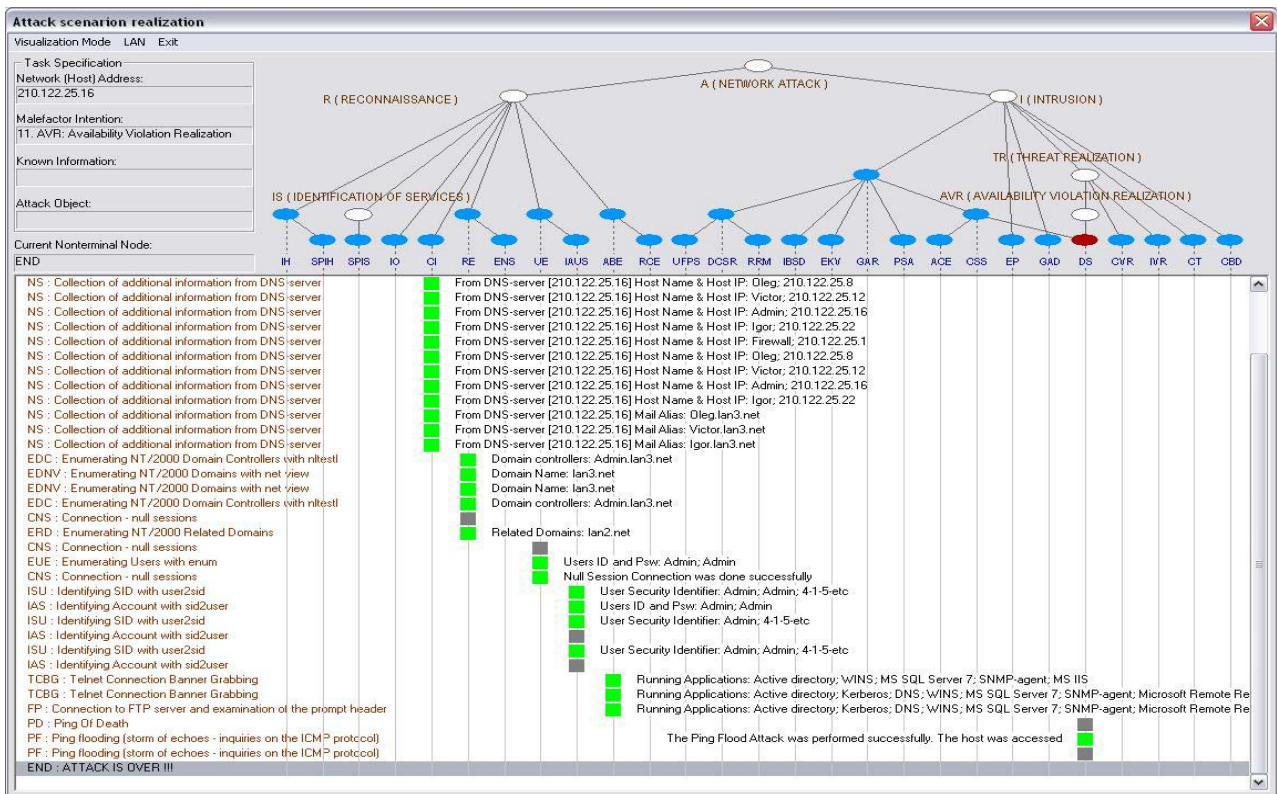 Attack scenarion realization
Visualization Mode LAN Exit
Task Specification
Network (Host) Address:
210.122.25.16
Malefactor Intention:
11. AVR: Availability Violation Realization
Known Information:
Attack Object:
Current Nonterminal Node:
END
A ( NETWORK ATTACK )
R ( RECONNAISSANCE )
I ( INTRUSION )
TR ( THREAT REALIZATION )
IS ( IDENTIFICATION OF SERVICES )
AVR ( AVAILABILITY VIOLATION REALIZATION )
IH SPIH SPIS IO CI RE ENS UE IAUS ABE RCE UFPS DCSR RRM IBSD EKV GAR PSA ACE CSS EP GAD DS CVR IVR CT CBD
NS : Collection of additional information from DNS-server From DNS-server [210.122.25.16] Host Name & Host IP: Oleg; 210.122.25.8
NS : Collection of additional information from DNS-server From DNS-server [210.122.25.16] Host Name & Host IP: Victor; 210.122.25.12
NS : Collection of additional information from DNS-server From DNS-server [210.122.25.16] Host Name & Host IP: Admin; 210.122.25.16
NS : Collection of additional information from DNS-server From DNS-server [210.122.25.16] Host Name & Host IP: Igor; 210.122.25.22
NS : Collection of additional information from DNS-server From DNS-server [210.122.25.16] Host Name & Host IP: Firewall; 210.122.25.1
NS : Collection of additional information from DNS-server From DNS-server [210.122.25.16] Host Name & Host IP: Oleg; 210.122.25.8
NS : Collection of additional information from DNS-server From DNS-server [210.122.25.16] Host Name & Host IP: Victor; 210.122.25.12
NS : Collection of additional information from DNS-server From DNS-server [210.122.25.16] Host Name & Host IP: Admin; 210.122.25.16
NS : Collection of additional information from DNS-server From DNS-server [210.122.25.16] Host Name & Host IP: Igor; 210.122.25.22
NS : Collection of additional information from DNS-server From DNS-server [210.122.25.16] Mail Alias: Oleg.lan3.net
NS : Collection of additional information from DNS-server From DNS-server [210.122.25.16] Mail Alias: Victor.lan3.net
NS : Collection of additional information from DNS-server From DNS-server [210.122.25.16] Mail Alias: Igor.lan3.net
EDC : Enumerating NT/2000 Domain Controllers with nltestl Domain controllers: Admin.lan3.net
EDNV : Enumerating NT/2000 Domains with net view Domain Name: lan3.net
EDNV : Enumerating NT/2000 Domains with net view Domain Name: lan3.net
EDC : Enumerating NT/2000 Domain Controllers with nltestl Domain controllers: Admin.lan3.net
CNS : Connection - null sessions
ERD : Enumerating NT/2000 Related Domains Related Domains: lan2.net
CNS : Connection - null sessions
EUE : Enumerating Users with enum Users ID and Psw: Admin; Admin
CNS : Connection - null sessions Null Session Connection was done successfully
ISU : Identifying SID with user2sid User Security Identifier: Admin; Admin; 4-1-5-etc
IAS : Identifying Account with sid2user Users ID and Psw: Admin; Admin
ISU : Identifying SID with user2sid User Security Identifier: Admin; 4-1-5-etc
IAS : Identifying Account with sid2user
ISU : Identifying SID with user2sid User Security Identifier: Admin; Admin; 4-1-5-etc
IAS : Identifying Account with sid2user
TCBG : Telnet Connection Banner Grabbing Running Applications: Active directory; WINS; MS SQL Server 7; SNMP-agent; MS IIS
TCBG : Telnet Connection Banner Grabbing Running Applications: Active directory; Kerberos; DNS; WINS; MS SQL Server 7; SNMP-agent; Microsoft Remote Re
FP : Connection to FTP server and examination of the prompt header Running Applications: Active directory; Kerberos; DNS; WINS; MS SQL Server 7; SNMP-agent; Microsoft Remote Re
PD : Ping Of Death
PF : Ping flooding (storm of echoes - inquiries on the ICMP protocol) The Ping Flood Attack was performed successfully. The host was accessed
PF : Ping flooding (storm of echoes - inquiries on the ICMP protocol)
END : ATTACK IS OVER !!!